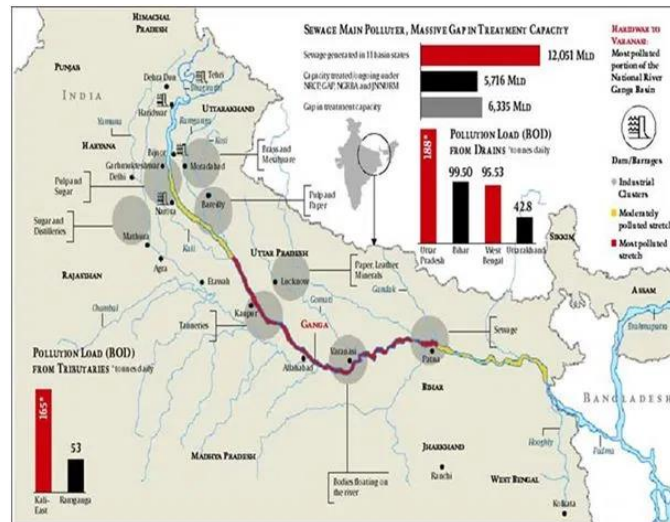 SEWAGE MAIN POLLUTER, MASSIVE GAP IN TREATMENT CAPACITY
Sewage generated in 11 basin states
12,051 MLD
Capacity treated/ongoing under
NRCP, GAP, NGRBA and JNNURM
5,716 MLD
Gap in treatment capacity
6,335 MLD
HARIDWAR TO
VARANASI:
Most polluted
portion of the
National River
Ganga Basin
Dam/Barrages
Industrial
Clusters
Moderately
polluted stretch
Most polluted
stretch
POLLUTION LOAD (BOD)
FROM DRAINS *tonnes daily
188*
99.50
95.53
42.8
Uttar
Pradesh
Bihar
West
Bengal
Uttarakhand
HIMACHAL
PRADESH
PUNJAB
INDIA
Dehra Dun
Tehri
Bhagirathi
Haridwar
UTTARAKHAND
Yamuna
Ramganga
Kosi
HARYANA
Bijnor
Garhmukteshwar
Moradabad
Brass and
Metalware
Delhi
Pulp and
Sugar
Narora
Bareilly
Pulp and
Paper
Sugar and
Distilleries
Mathura
Kali
UTTAR PRADESH
Agra
RAJASTHAN
Etawah
Lucknow
Paper, Leather
Minerals
Gomati
Gandak
Chambal
Kanpur
Tanneries
GANGA
Sewage
Allahabad
Varanasi
Patna
BIHAR
SIKKIM
ASSAM
Brahmaputra
BANGLADESH
POLLUTION LOAD (BOD)
FROM TRIBUTARIES *tonnes daily
165*
53
Kali-
East
Ramganga
MADHYA PRADESH
Bodies floating on
the river
JHARKHAND
Ranchi
Hooghly
Padma
WEST BENGAL
Kolkata